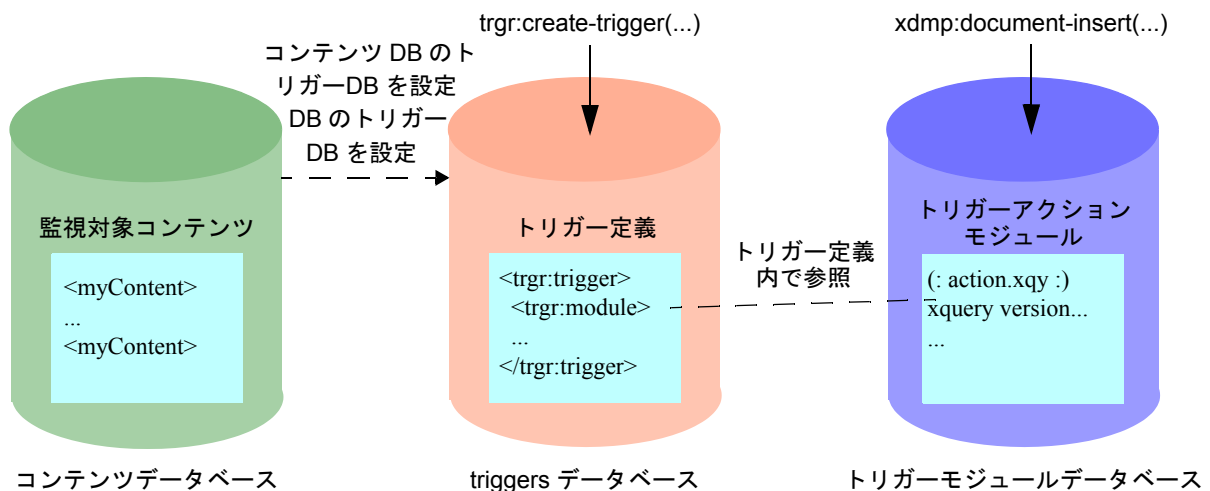 trgr:create-trigger(...)
xdmp:document-insert(...)
コンテンツ DB のト
リガーDB を設定
DB のトリガー
DB を設定
監視対象コンテンツ
<myContent>
...
<myContent>
トリガー定義
<trgr:trigger>
<trgr:module>
...
</trgr:trigger>
トリガー定義
内で参照
トリガーアクション
モジュール
(: action.xqy :)
xquery version...
...
コンテンツデータベース
triggers データベース
トリガーモジュールデータベース